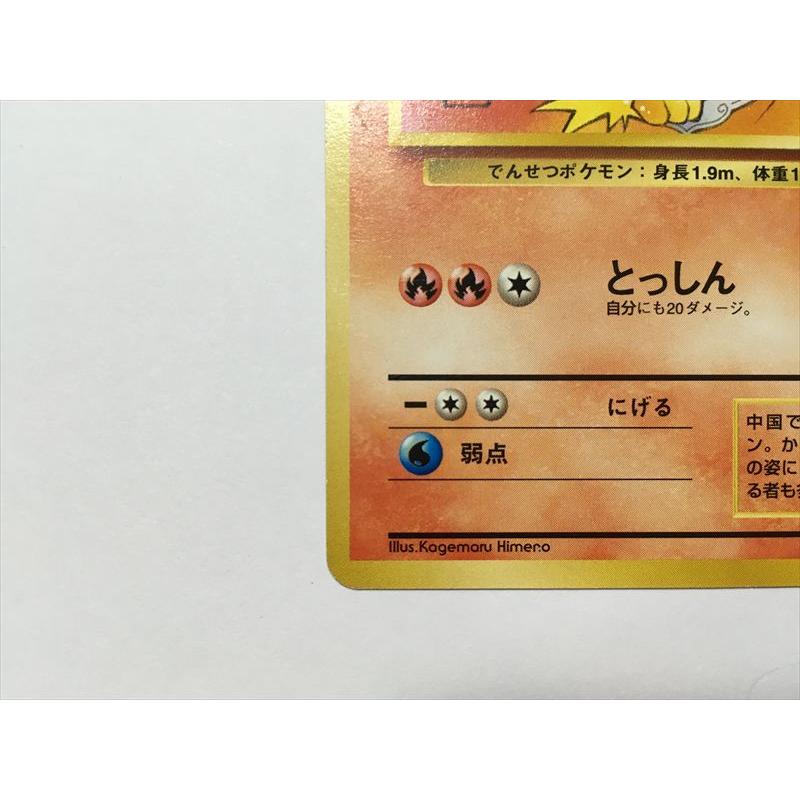 でんせつポケモン：身長1.9m、体重1
とっしん
自分にも20ダメージ。
にげる
弱点
中国で
ン。か
の姿に
る者も
Illus.Kagemaru Himeno